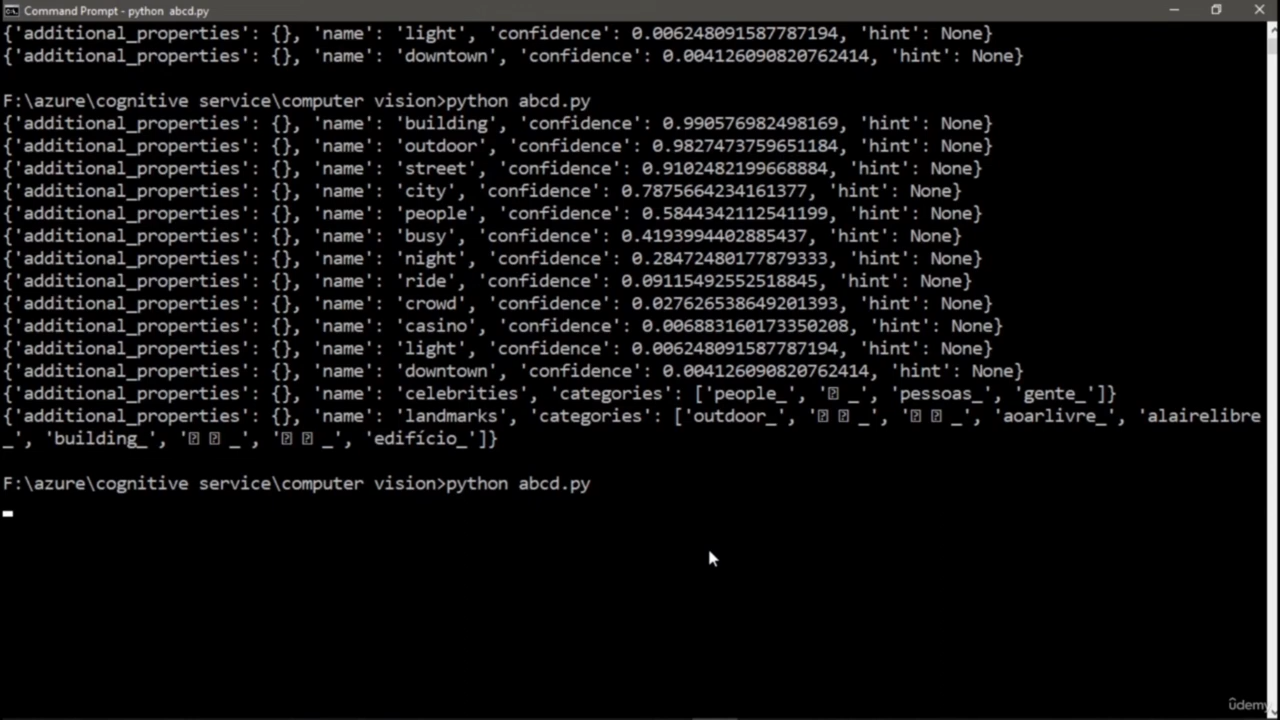 Command Prompt - python abcd.py
{'additional_properties': {}, 'name': 'light', 'confidence': 0.006248091587787194, 'hint': None}
{'additional_properties': {}, 'name': 'downtown', 'confidence': 0.004126090820762414, 'hint': None}
F:\azure\cognitive service\computer vision>python abcd.py
{'additional_properties': {}, 'name': 'building', 'confidence': 0.990576982498169, 'hint': None}
{'additional_properties': {}, 'name': 'outdoor', 'confidence': 0.9827473759651184, 'hint': None}
{'additional_properties': {}, 'name': 'street', 'confidence': 0.9102482199668884, 'hint': None}
{'additional_properties': {}, 'name': 'city', 'confidence': 0.7875664234161377, 'hint': None}
{'additional_properties': {}, 'name': 'people', 'confidence': 0.5844342112541199, 'hint': None}
{'additional_properties': {}, 'name': 'busy', 'confidence': 0.4193994402885437, 'hint': None}
{'additional_properties': {}, 'name': 'night', 'confidence': 0.28472480177879333, 'hint': None}
{'additional_properties': {}, 'name': 'ride', 'confidence': 0.09115492552518845, 'hint': None}
{'additional_properties': {}, 'name': 'crowd', 'confidence': 0.027626538649201393, 'hint': None}
{'additional_properties': {}, 'name': 'casino', 'confidence': 0.006883160173350208, 'hint': None}
{'additional_properties': {}, 'name': 'light', 'confidence': 0.006248091587787194, 'hint': None}
{'additional_properties': {}, 'name': 'downtown', 'confidence': 0.004126090820762414, 'hint': None}
{'additional_properties': {}, 'name': 'celebrities', 'categories': ['people_', '⍰ _', 'pessoas_', 'gente_']}
{'additional_properties': {}, 'name': 'landmarks', 'categories': ['outdoor_', '⍰ ⍰ _', '⍰ ⍰ _', 'aoarlivre_', 'alairelibre
_', 'building_', '⍰ ⍰ _', '⍰ ⍰ _', 'edifício_']}
F:\azure\cognitive service\computer vision>python abcd.py
ûdemy